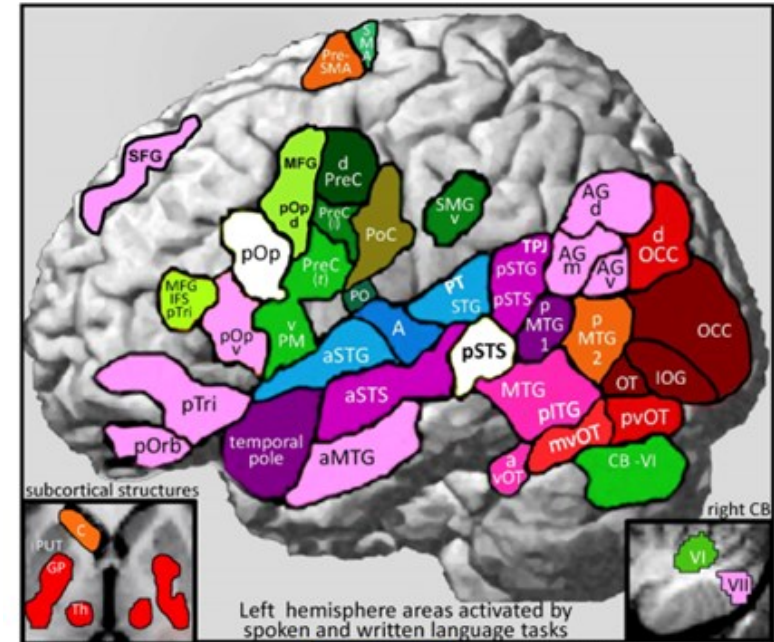 SMA
Pre-
SMA
SFG
MFG
pOp
d
d
PreC
PreC
(l)
PreC
(t)
PoC
SMG
v
pOp
MFG
IFS
pTri
pOp
v
v
PM
PO
PT
STG
TPJ
pSTG
pSTS
AG
d
AG
m
AG
v
d
OCC
OCC
A
aSTG
pSTS
p
MTG
1
p
MTG
2
OT
IOG
aSTS
MTG
pITG
pvOT
mvOT
a
vOT
CB -VI
pTri
pOrb
temporal
pole
aMTG
subcortical structures
C
PUT
GP
Th
right CB
VI
VII
Left hemisphere areas activated by
spoken and written language tasks